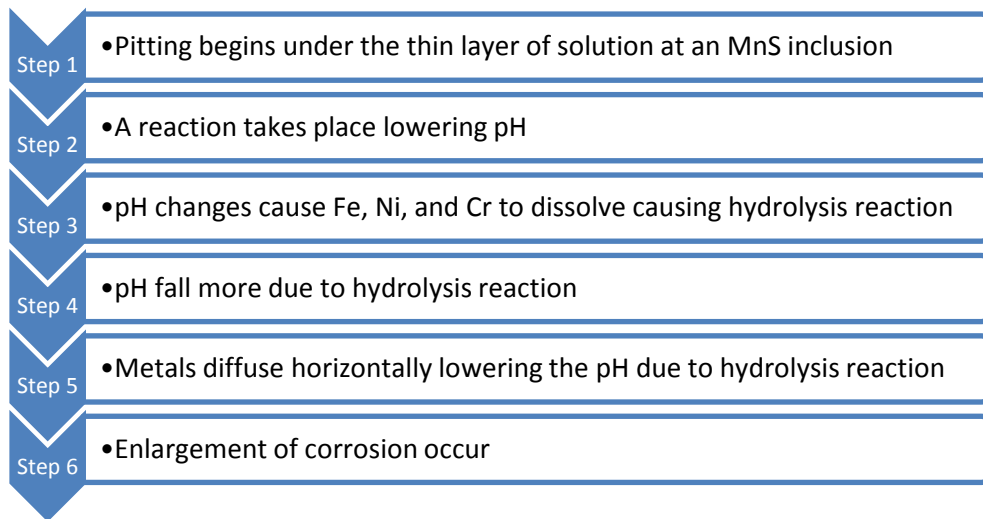 Step 1
•Pitting begins under the thin layer of solution at an MnS inclusion
Step 2
•A reaction takes place lowering pH
Step 3
•pH changes cause Fe, Ni, and Cr to dissolve causing hydrolysis reaction
Step 4
•pH fall more due to hydrolysis reaction
Step 5
•Metals diffuse horizontally lowering the pH due to hydrolysis reaction
Step 6
•Enlargement of corrosion occur